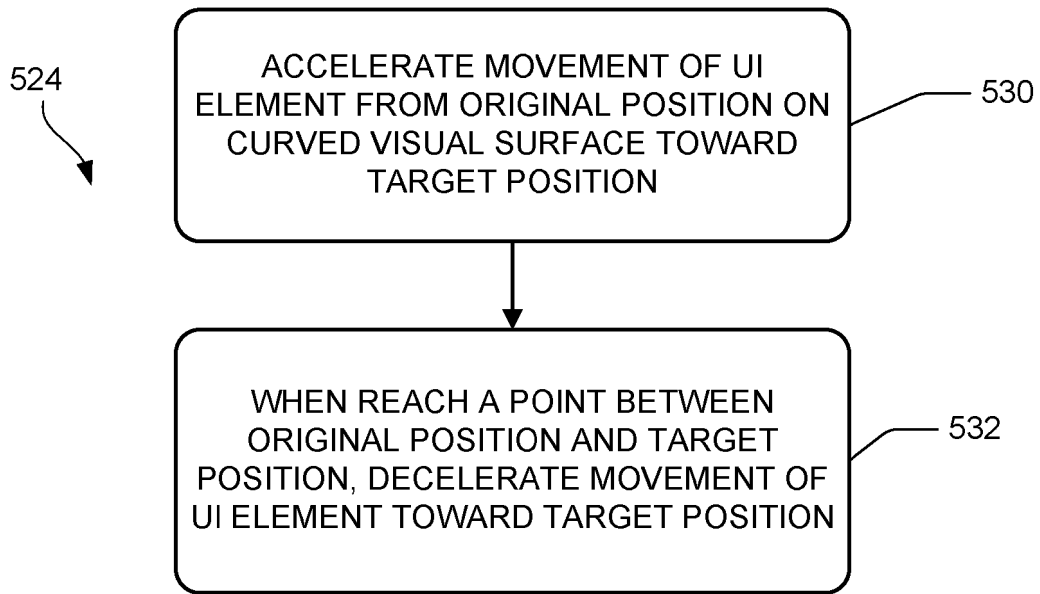 524
ACCELERATE MOVEMENT OF UI
ELEMENT FROM ORIGINAL POSITION ON
CURVED VISUAL SURFACE TOWARD
TARGET POSITION
530
WHEN REACH A POINT BETWEEN
ORIGINAL POSITION AND TARGET
POSITION, DECELERATE MOVEMENT OF
UI ELEMENT TOWARD TARGET POSITION
532